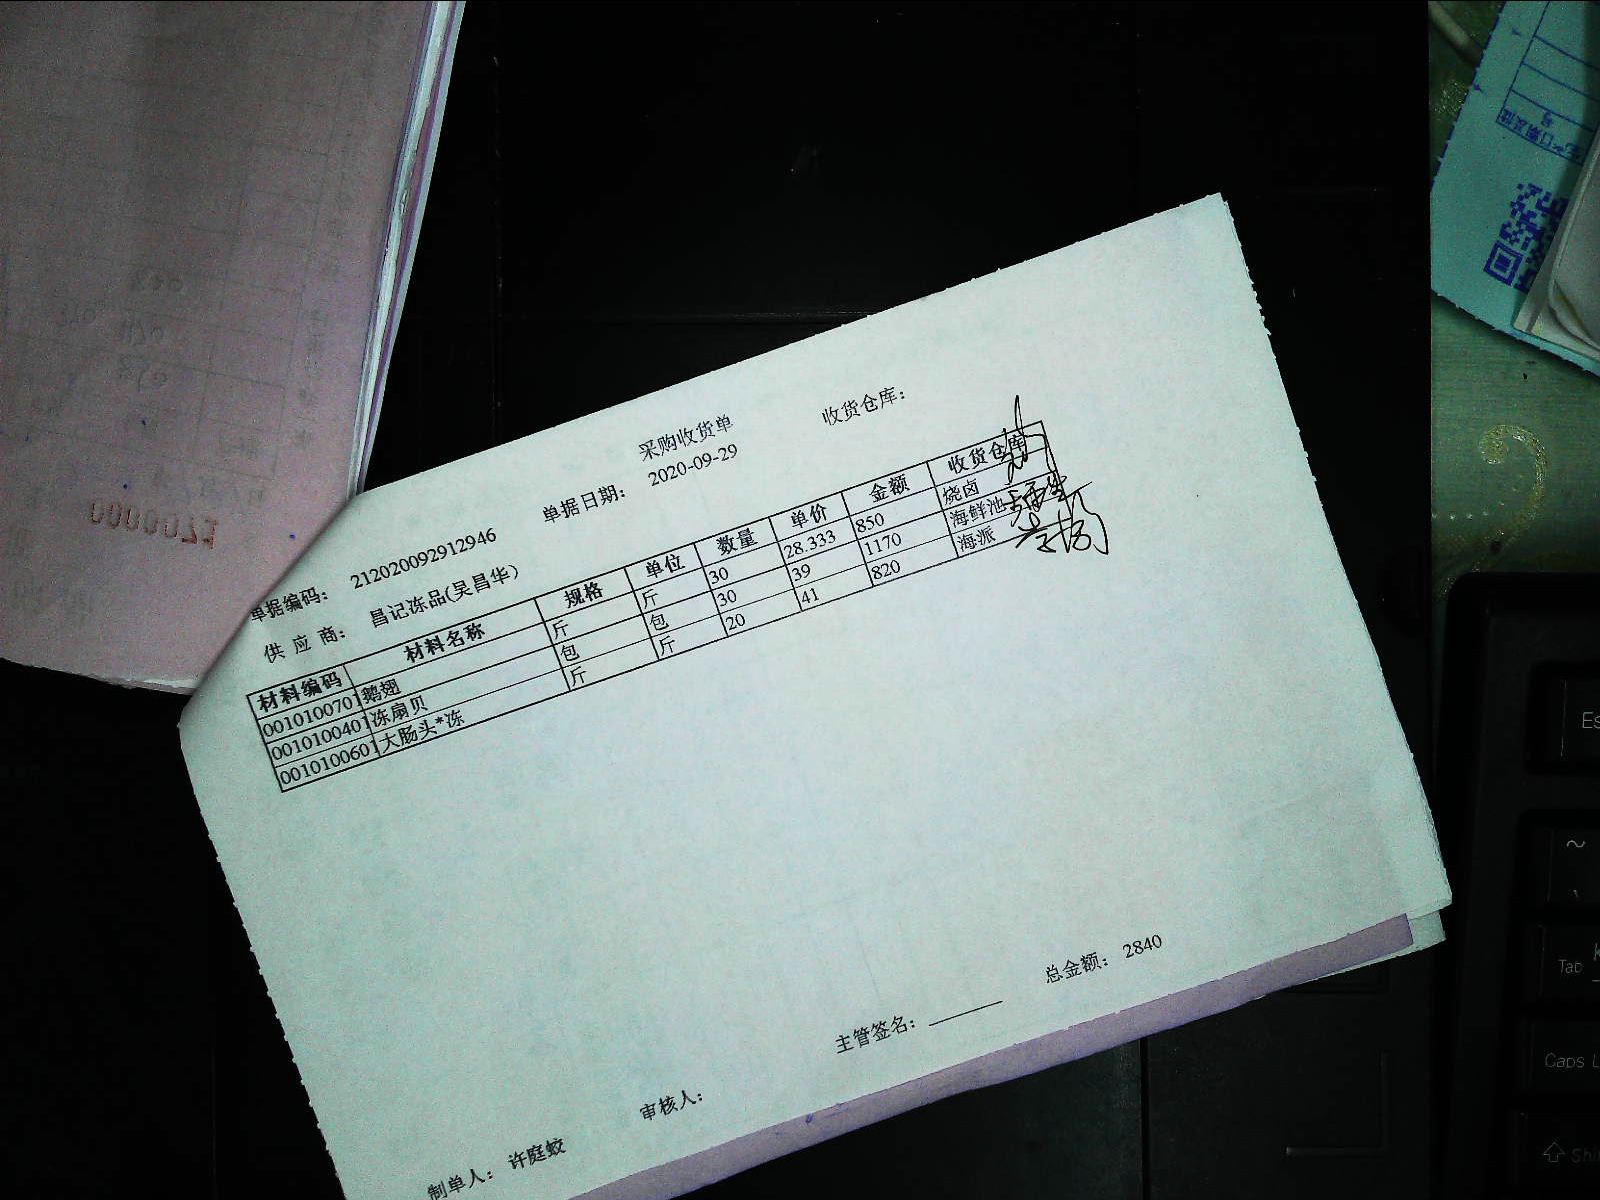 采购收货单
收货仓库：
单据编码： 212020092912946 单据日期： 2020-09-29
供 应 商： 昌记冻品(吴昌华）
材料编码 材料名称 规格 单位 数量 单价 金额 收货仓库
0010100701 鹅翅 斤 斤 30 28.333 850 烧卤
0010100401 冻扇贝 包 包 30 39 1170 海鲜池
0010100601 大肠头*冻 斤 斤 20 41 820 海派
总金额： 2840
主管签名：
审核人：
制单人： 许庭蛟
Tab
Caps L
Es